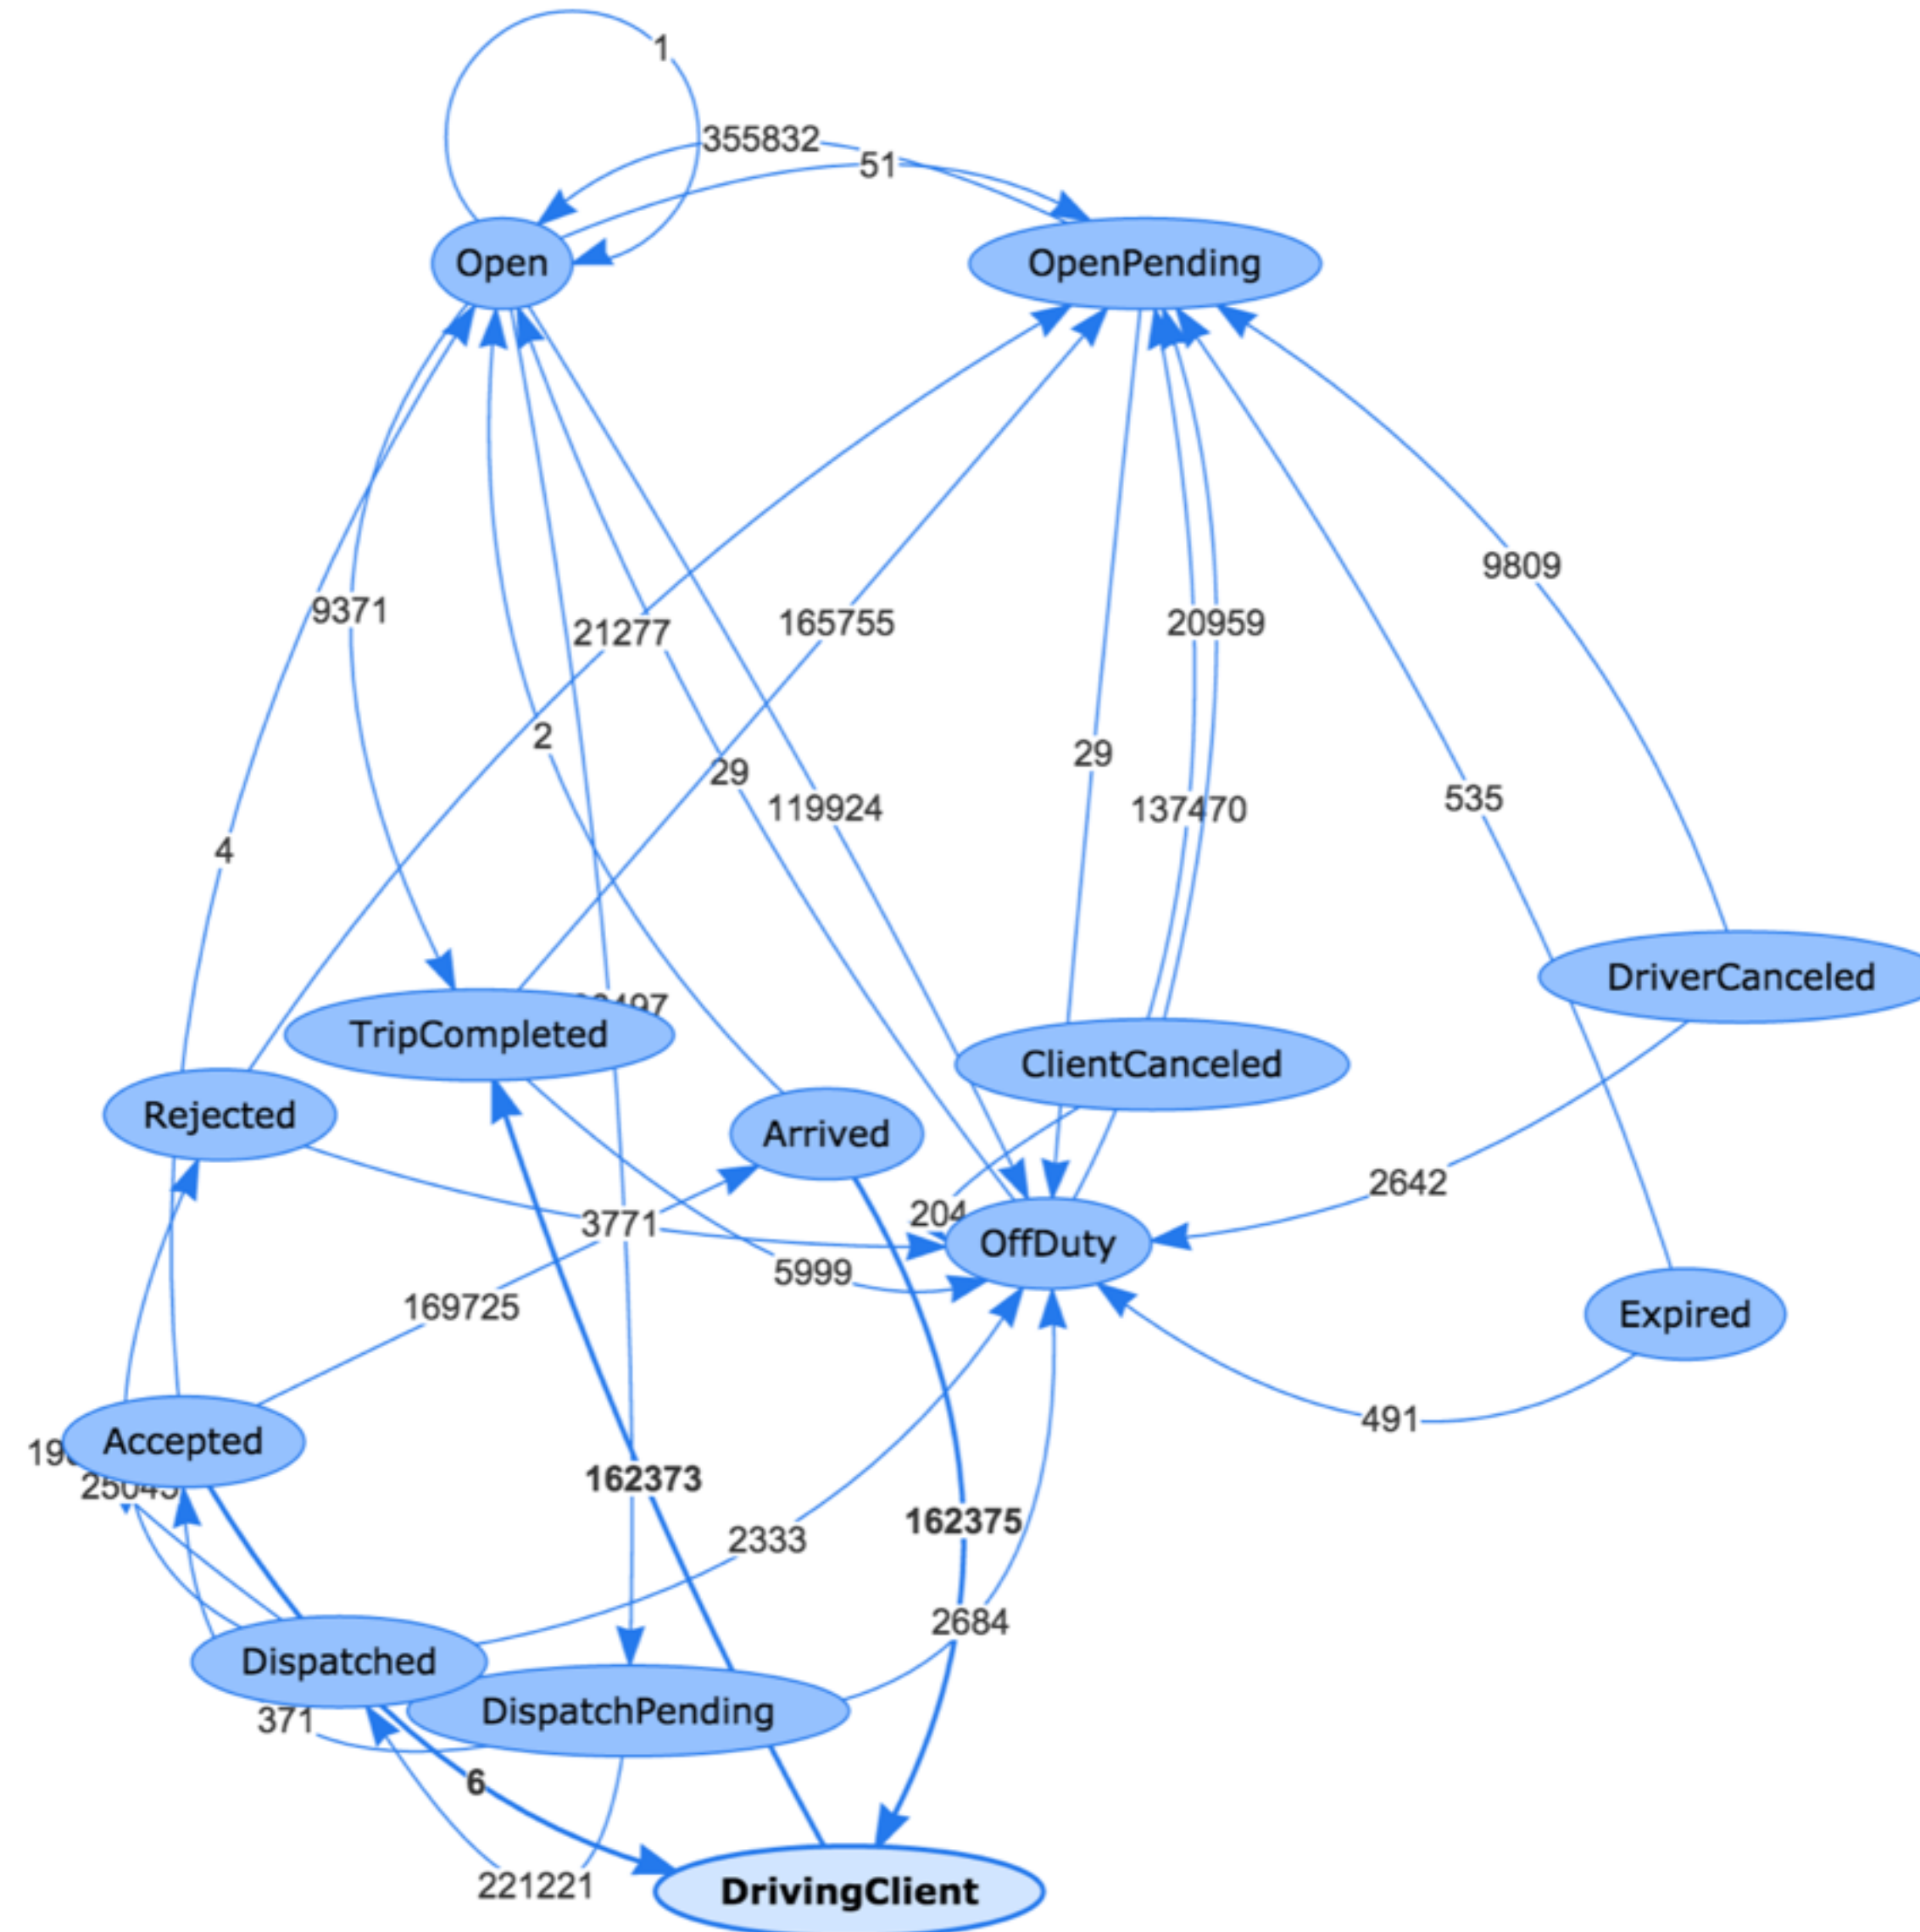 1
355832
51
Open
OpenPending
9809
9371
21277
165755
20959
2
29
29
119924
137470
535
4
DriverCanceled
TripCompleted
ClientCanceled
Rejected
Arrived
2642
204
3771
OffDuty
5999
169725
Expired
491
Accepted
162373
162375
2333
2684
Dispatched
DispatchPending
371
6
221221
DrivingClient